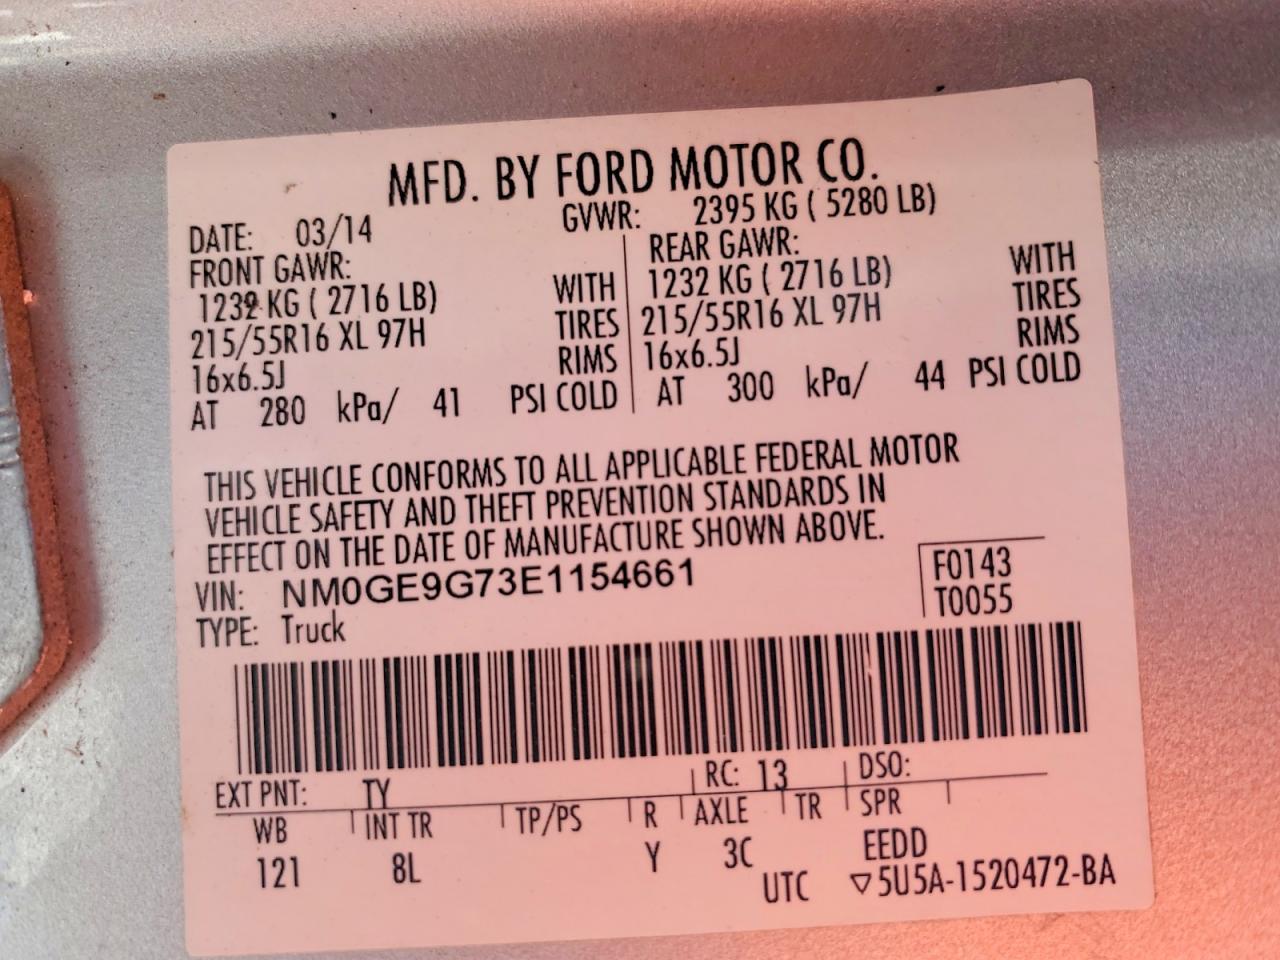 MFD. BY FORD MOTOR CO.
DATE: 03/14 GVWR: 2395 KG ( 5280 LB)
FRONT GAWR: REAR GAWR:
1232 KG ( 2716 LB) WITH 1232 KG ( 2716 LB) WITH
215/55R16 XL 97H TIRES 215/55R16 XL 97H TIRES
16x6.5J RIMS 16x6.5J RIMS
AT 280 kPa/ 41 PSI COLD AT 300 kPa/ 44 PSI COLD
THIS VEHICLE CONFORMS TO ALL APPLICABLE FEDERAL MOTOR
VEHICLE SAFETY AND THEFT PREVENTION STANDARDS IN
EFFECT ON THE DATE OF MANUFACTURE SHOWN ABOVE.
VIN: NM0GE9G73E1154661 F0143
TYPE: Truck T0055
EXT PNT: TY RC: 13 DSO:
WB INT TR TP/PS R AXLE TR SPR
121 8L Y 3C EEDD
UTC ▽5U5A-1520472-BA